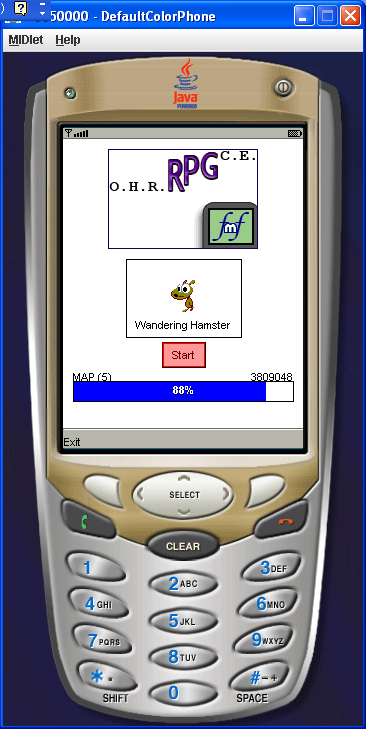 50000 - DefaultColorPhone
MIDlet Help
Java
POWERED
O.H.R.RPGC.E.
fmf
Wandering Hamster
Start
MAP (5) 3809048
88%
Exit
SELECT
CLEAR
1 2 ABC 3 DEF
4 GHI 5 JKL 6 MNO
7 PQRS 8 TUV 9 WXYZ
* . 0 # - +
SHIFT SPACE